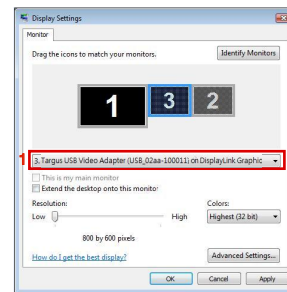 Display Settings
Monitor
Drag the icons to match your monitors.
Identify Monitors
1 3 2
1
3. Targus USB Video Adapter (USB_02aa-100011) on DisplayLink Graphic
This is my main monitor
Extend the desktop onto this monitor
Resolution:
Colors:
Low High
Highest (32 bit)
800 by 600 pixels
How do I get the best display?
Advanced Settings...
OK Cancel Apply